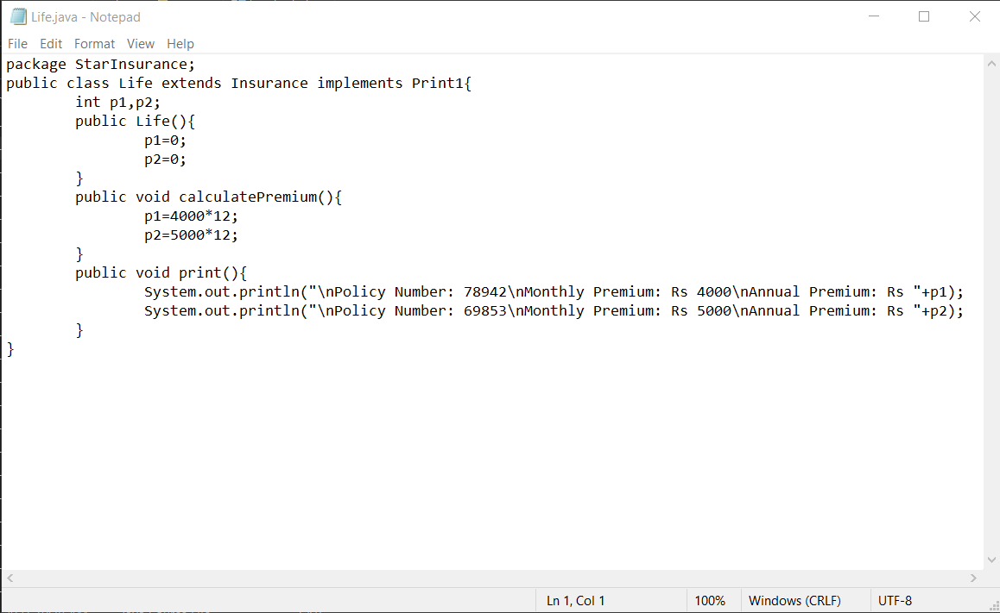 Life.java - Notepad
File Edit Format View Help
package StarInsurance;
public class Life extends Insurance implements Print1{
        int p1,p2;
        public Life(){
                p1=0;
                p2=0;
        }
        public void calculatePremium(){
                p1=4000*12;
                p2=5000*12;
        }
        public void print(){
                System.out.println("\nPolicy Number: 78942\nMonthly Premium: Rs 4000\nAnnual Premium: Rs "+p1);
                System.out.println("\nPolicy Number: 69853\nMonthly Premium: Rs 5000\nAnnual Premium: Rs "+p2);
        }
}
Ln 1, Col 1 100% Windows (CRLF) UTF-8